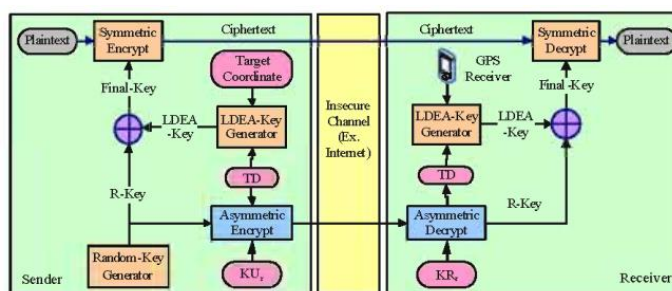 Plaintext
Symmetric
Encrypt
Ciphertext
Target
Coordinate
Final-Key
LDEA
-Key
LDEA-Key
Generator
R-Key
TD
Asymmetric
Encrypt
Random-Key
Generator
KUr
Sender
Insecure
Channel
(Ex.
Internet)
Ciphertext
Symmetric
Decrypt
Plaintext
GPS
Receiver
Final-Key
LDEA-Key
Generator
LDEA
-Key
TD
R-Key
Asymmetric
Decrypt
KRr
Receiver